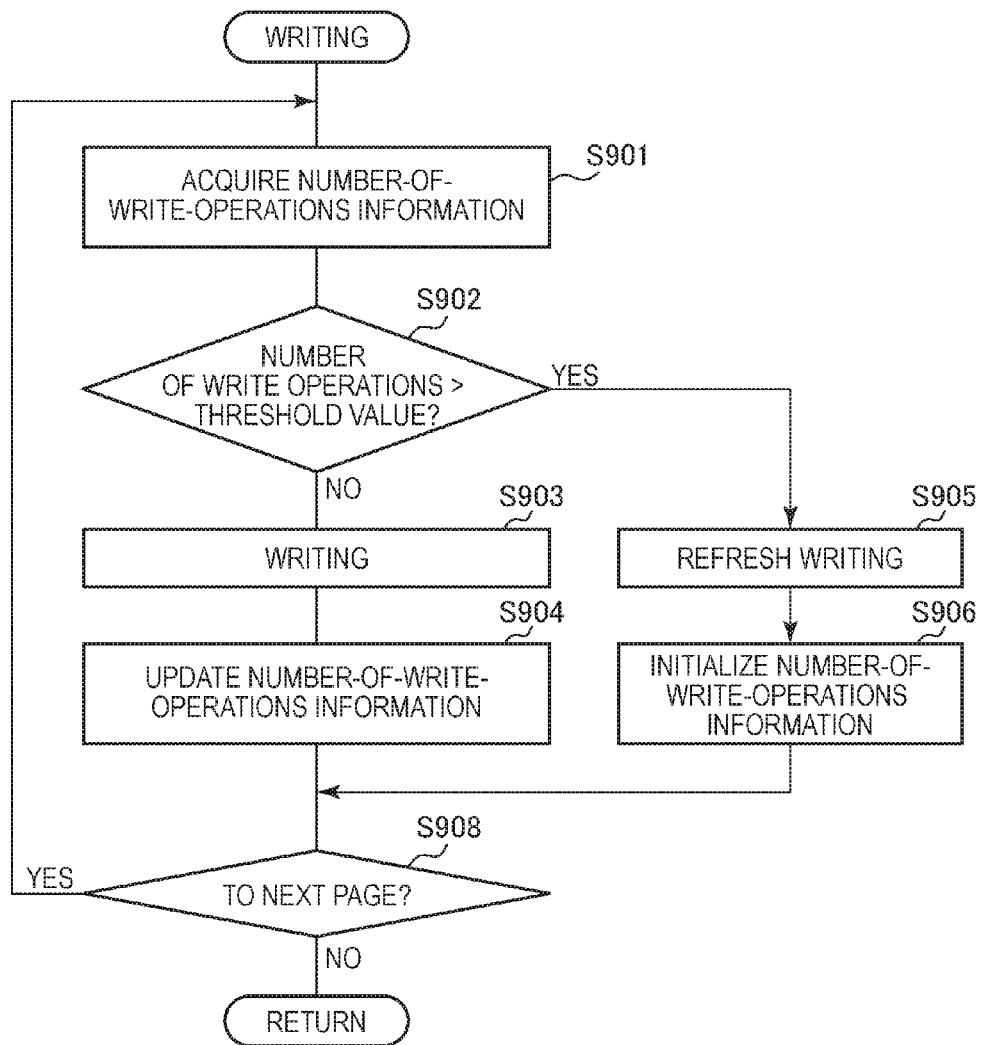 WRITING
S901
ACQUIRE NUMBER-OF-
WRITE-OPERATIONS INFORMATION
S902
NUMBER
OF WRITE OPERATIONS >
THRESHOLD VALUE?
YES
NO
S903
WRITING
S905
REFRESH WRITING
S904
UPDATE NUMBER-OF-WRITE-
OPERATIONS INFORMATION
S906
INITIALIZE NUMBER-OF-
WRITE-OPERATIONS
INFORMATION
S908
TO NEXT PAGE?
YES
NO
RETURN